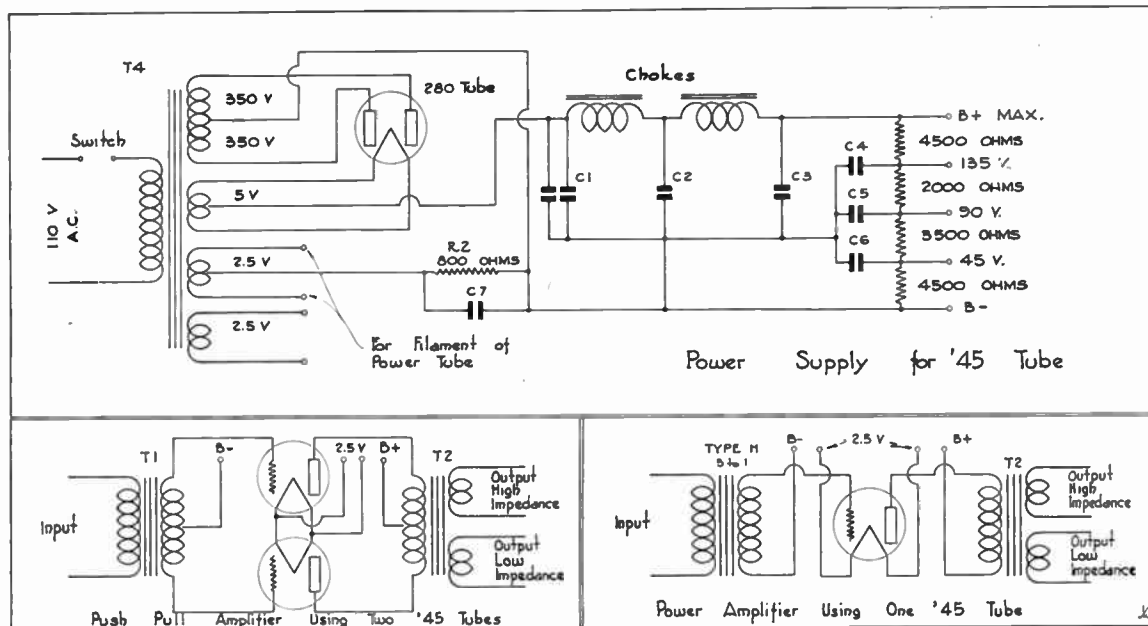 T4
280 Tube
Chokes
350 V
350 V
Switch
110 V
A.C.
5 V
2.5 V
2.5 V
R2
800 OHMS
C7
C1
C2
C3
C4
C5
C6
B+ MAX.
4500 OHMS
135 V.
2000 OHMS
90 V.
3500 OHMS
45 V.
4500 OHMS
B-
For Filament of
Power Tube
Power Supply for '45 Tube
T1
B-
2.5 V
B+
T2
Input
Output
High
Impedance
Output
Low
Impedance
Push Pull Amplifier Using Two '45 Tubes
TYPE H
5 to 1
B-
2.5 V
B+
T2
Input
Output
High
Impedance
Output
Low
Impedance
Power Amplifier Using One '45 Tube